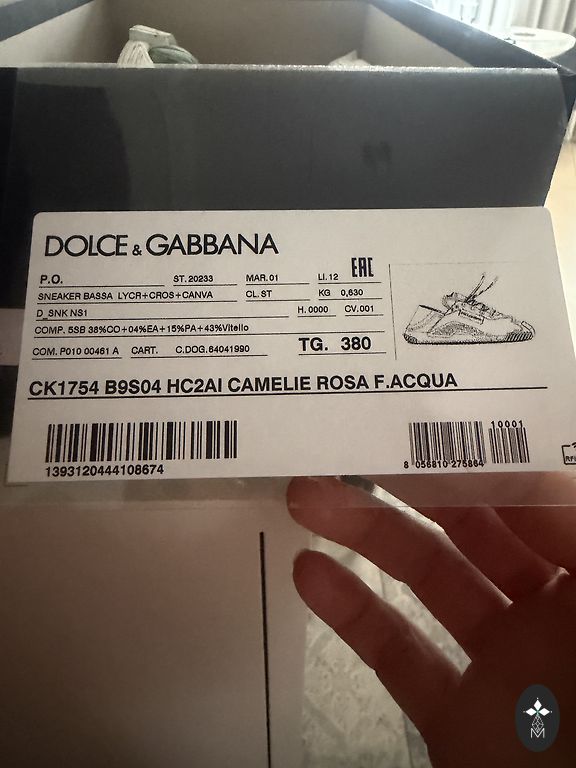 DOLCE & GABBANA
P.O. ST. 20233 MAR. 01 LI. 12 EAC
SNEAKER BASSA LYCR+CROS+CANVA CL. ST KG 0,630
D_SNK NS1 H. 0000 CV. 001
COMP. 5SB 38%CO+04%EA+15%PA+43%Vitello
COM. P010 00461 A CART. C.DOG. 64041990 TG. 380
CK1754 B9S04 HC2AI CAMELIE ROSA F.ACQUA
10001
1393120444108674 8 056810 275864
M